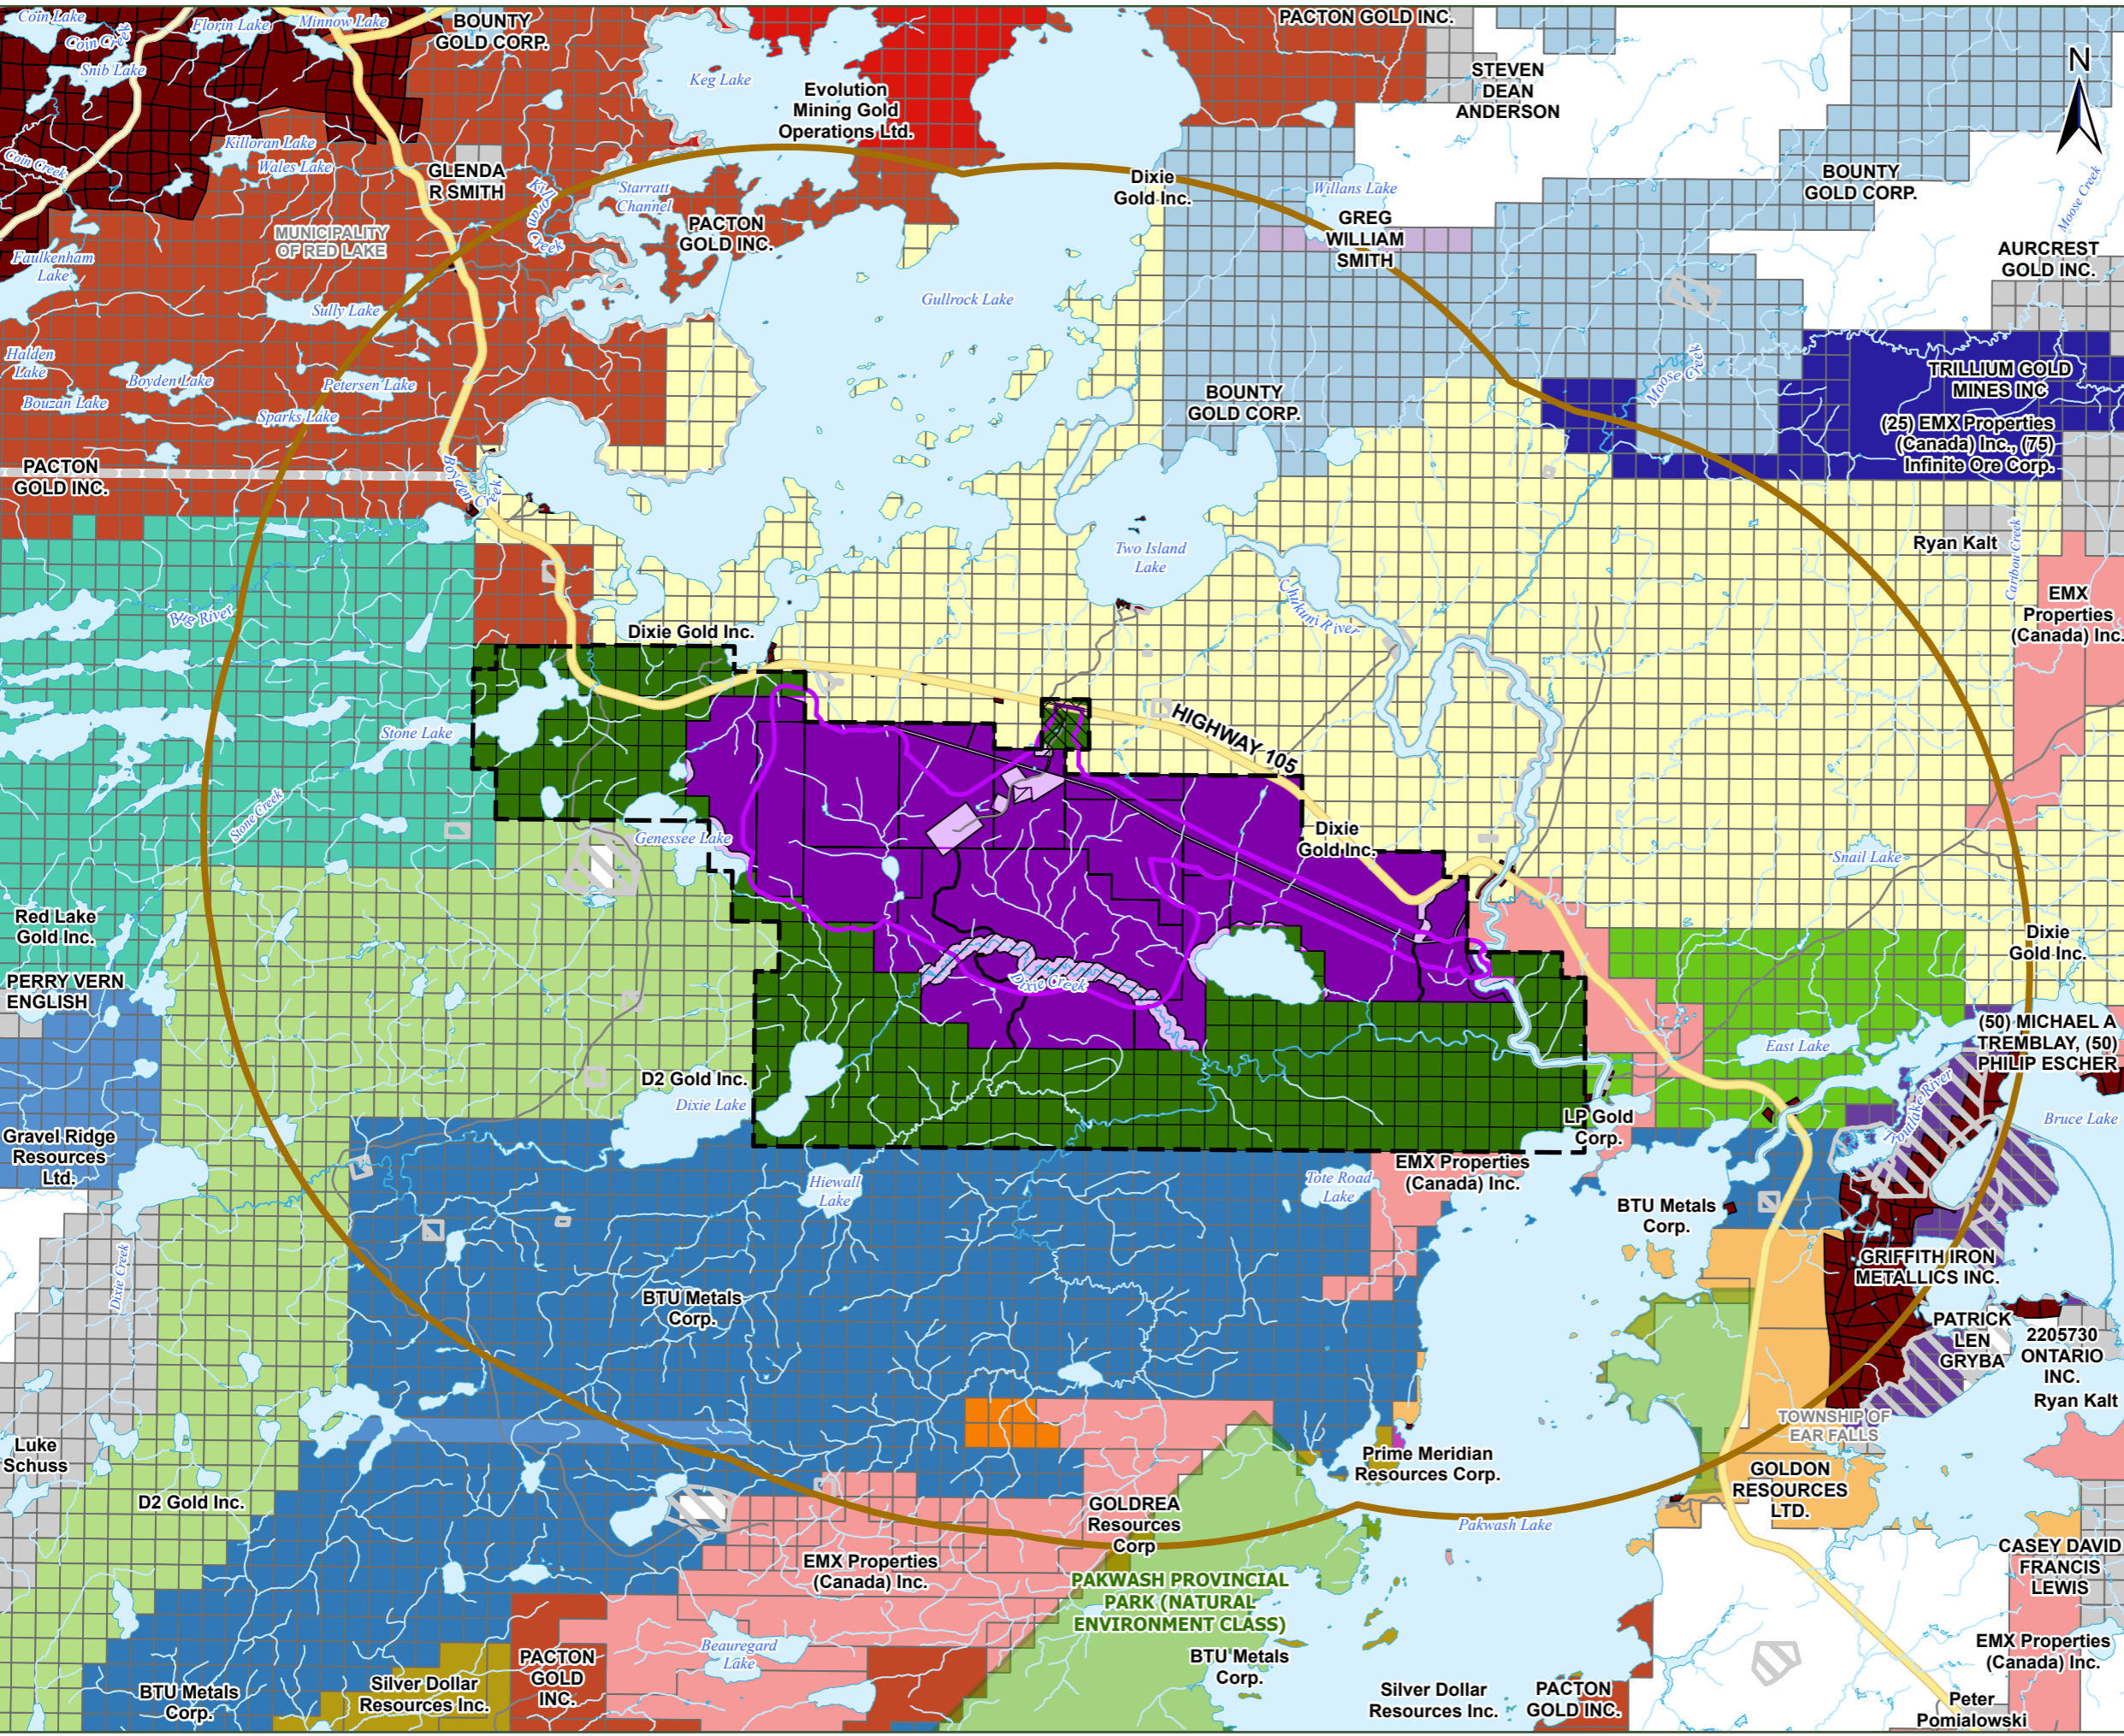 Coin Lake
Florin Lake
Minnow Lake
BOUNTY
GOLD CORP.
PACTON GOLD INC.
Coin Creek
Snib Lake
Keg Lake
Evolution
Mining Gold
Operations Ltd.
STEVEN
DEAN
ANDERSON
N
Killoran Lake
Wales Lake
Coin Creek
GLENDA
R SMITH
Killoran Creek
Starratt
Channel
PACTON
GOLD INC.
Dixie
Gold Inc.
Willans Lake
GREG
WILLIAM
SMITH
BOUNTY
GOLD CORP.
Moose Creek
MUNICIPALITY
OF RED LAKE
Faulkenham
Lake
AURCREST
GOLD INC.
Gullrock Lake
Sully Lake
Halden
Lake
Boyden Lake
Petersen Lake
Bouzan Lake
Sparks Lake
BOUNTY
GOLD CORP.
Moose Creek
TRILLIUM GOLD
MINES INC
(25) EMX Properties
(Canada) Inc., (75)
Infinite Ore Corp.
PACTON
GOLD INC.
Boyden Creek
Two Island
Lake
Ryan Kalt
Caribou Creek
Chukuni River
EMX
Properties
(Canada) Inc.
Bug River
Dixie Gold Inc.
Stone Lake
HIGHWAY 105
Stone Creek
Genessee Lake
Dixie
Gold Inc.
Snail Lake
Red Lake
Gold Inc.
Dixie
Gold Inc.
PERRY VERN
ENGLISH
Dixie Creek
(50) MICHAEL A
TREMBLAY, (50)
PHILIP ESCHER
East Lake
D2 Gold Inc.
Dixie Lake
Troutlake River
Bruce Lake
LP Gold
Corp.
Gravel Ridge
Resources
Ltd.
EMX Properties
(Canada) Inc.
Hiewall
Lake
Tote Road
Lake
BTU Metals
Corp.
Dixie Creek
GRIFFITH IRON
METALLICS INC.
BTU Metals
Corp.
PATRICK
LEN
GRYBA
2205730
ONTARIO
INC.
Ryan Kalt
TOWNSHIP OF
EAR FALLS
Luke
Schuss
Prime Meridian
Resources Corp.
GOLDON
RESOURCES
LTD.
D2 Gold Inc.
GOLDREA
Resources
Corp
Pakwash Lake
EMX Properties
(Canada) Inc.
CASEY DAVID
FRANCIS
LEWIS
PAKWASH PROVINCIAL
PARK (NATURAL
ENVIRONMENT CLASS)
Beauregard
Lake
EMX Properties
(Canada) Inc.
BTU Metals
Corp.
PACTON
GOLD
INC.
Silver Dollar
Resources Inc.
BTU Metals
Corp.
Silver Dollar
Resources Inc.
PACTON
GOLD INC.
Peter
Pomialowski